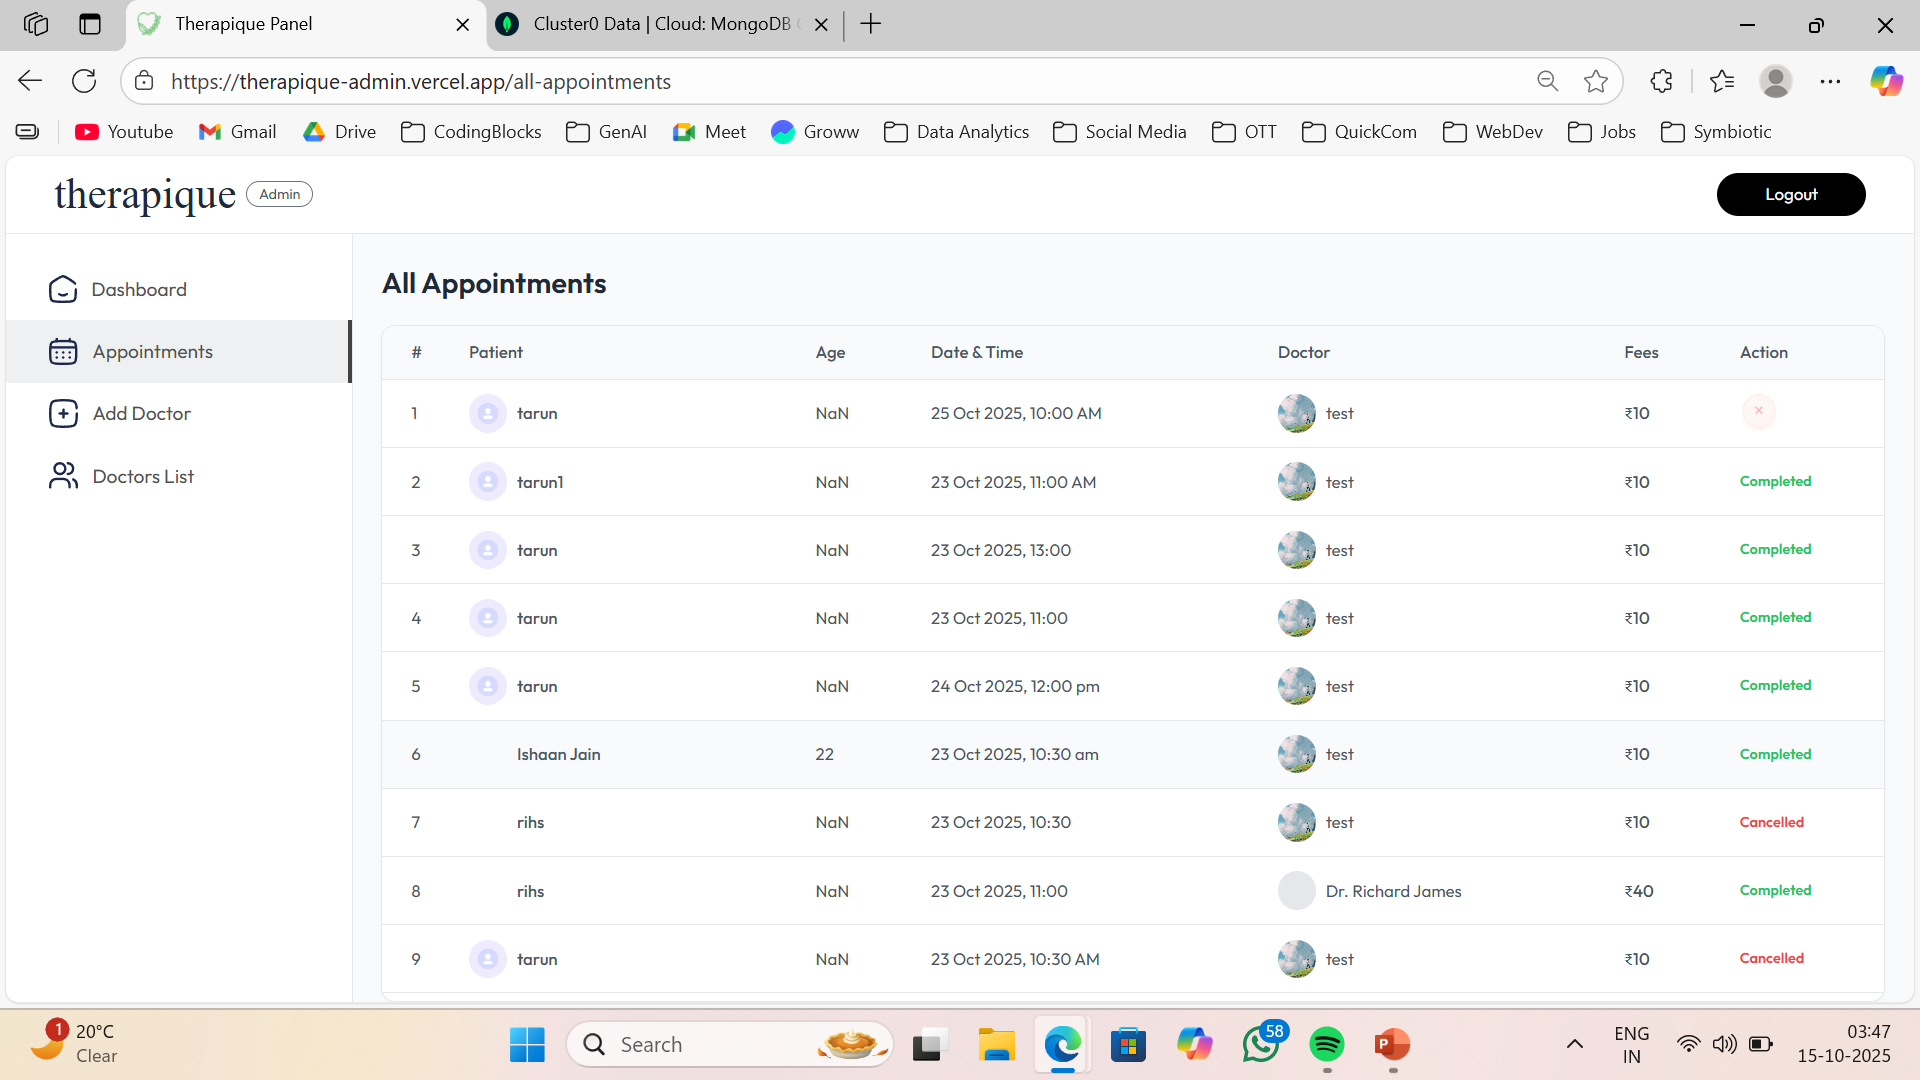 Therapique Panel
Cluster0 Data | Cloud: MongoDB
https://therapique-admin.vercel.app/all-appointments
Youtube Gmail Drive CodingBlocks GenAI Meet Groww Data Analytics Social Media OTT QuickCom WebDev Jobs Symbiotic
therapique Admin Logout
Dashboard
Appointments
Add Doctor
Doctors List
All Appointments
# Patient Age Date & Time Doctor Fees Action
1 tarun NaN 25 Oct 2025, 10:00 AM test ₹10
2 tarun1 NaN 23 Oct 2025, 11:00 AM test ₹10 Completed
3 tarun NaN 23 Oct 2025, 13:00 test ₹10 Completed
4 tarun NaN 23 Oct 2025, 11:00 test ₹10 Completed
5 tarun NaN 24 Oct 2025, 12:00 pm test ₹10 Completed
6 Ishaan Jain 22 23 Oct 2025, 10:30 am test ₹10 Completed
7 rihs NaN 23 Oct 2025, 10:30 test ₹10 Cancelled
8 rihs NaN 23 Oct 2025, 11:00 Dr. Richard James ₹40 Completed
9 tarun NaN 23 Oct 2025, 10:30 AM test ₹10 Cancelled
1 20°C
Clear
Search
58
ENG
IN
03:47
15-10-2025